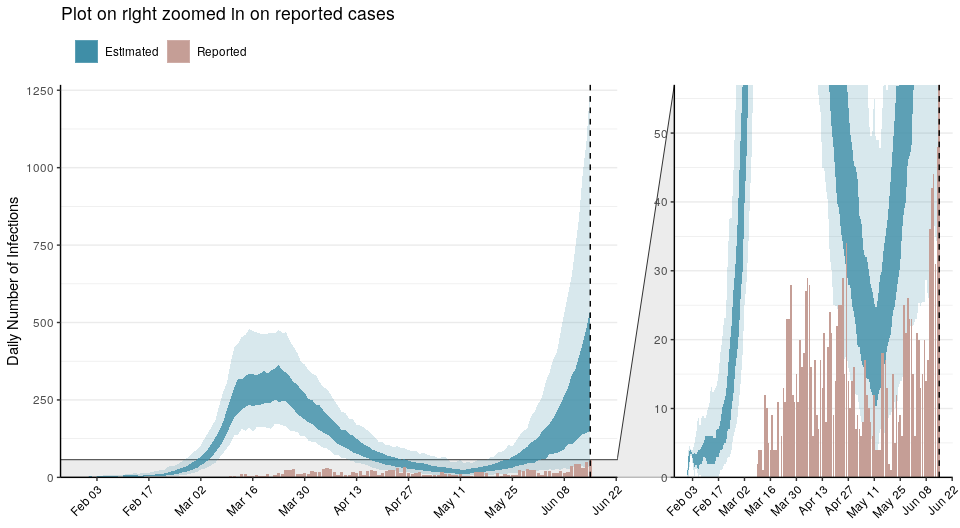 Plot on right zoomed in on reported cases
Estimated Reported
Daily Number of Infections
1250
1000
750
500
250
0
Feb 03 Feb 17 Mar 02 Mar 16 Mar 30 Apr 13 Apr 27 May 11 May 25 Jun 08 Jun 22
50
40
30
20
10
0
Feb 03 Feb 17 Mar 02 Mar 16 Mar 30 Apr 13 Apr 27 May 11 May 25 Jun 08 Jun 22